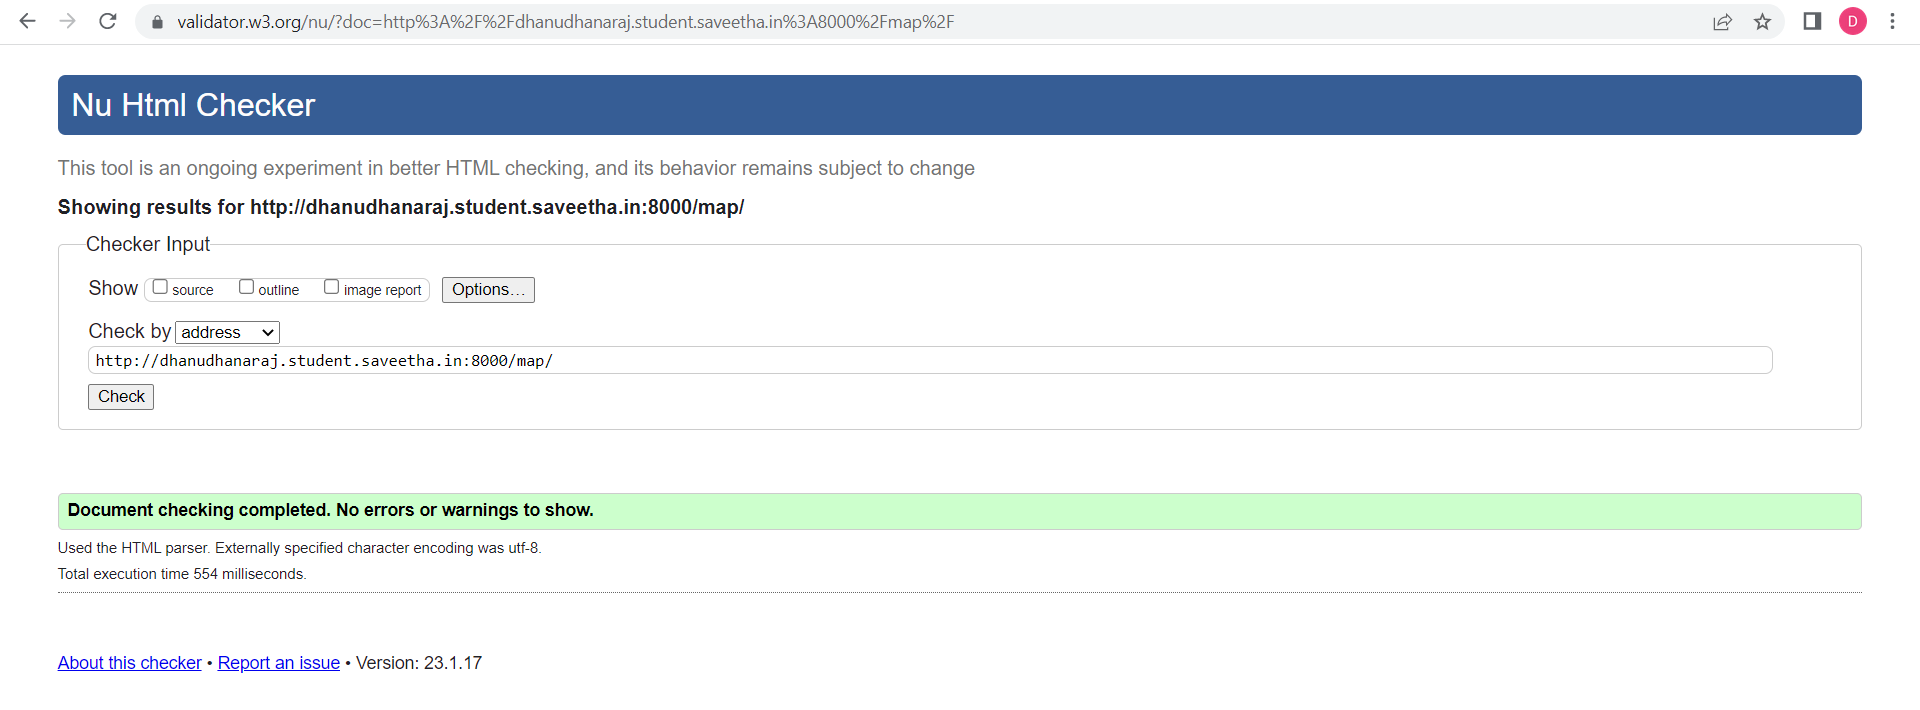 validator.w3.org/nu/?doc=http%3A%2F%2Fdhanudhanaraj.student.saveetha.in%3A8000%2Fmap%2F
D
Nu Html Checker
This tool is an ongoing experiment in better HTML checking, and its behavior remains subject to change
Showing results for http://dhanudhanaraj.student.saveetha.in:8000/map/
Checker Input
Show source outline image report Options...
Check by address
http://dhanudhanaraj.student.saveetha.in:8000/map/
Check
Document checking completed. No errors or warnings to show.
Used the HTML parser. Externally specified character encoding was utf-8.
Total execution time 554 milliseconds.
About this checker • Report an issue • Version: 23.1.17